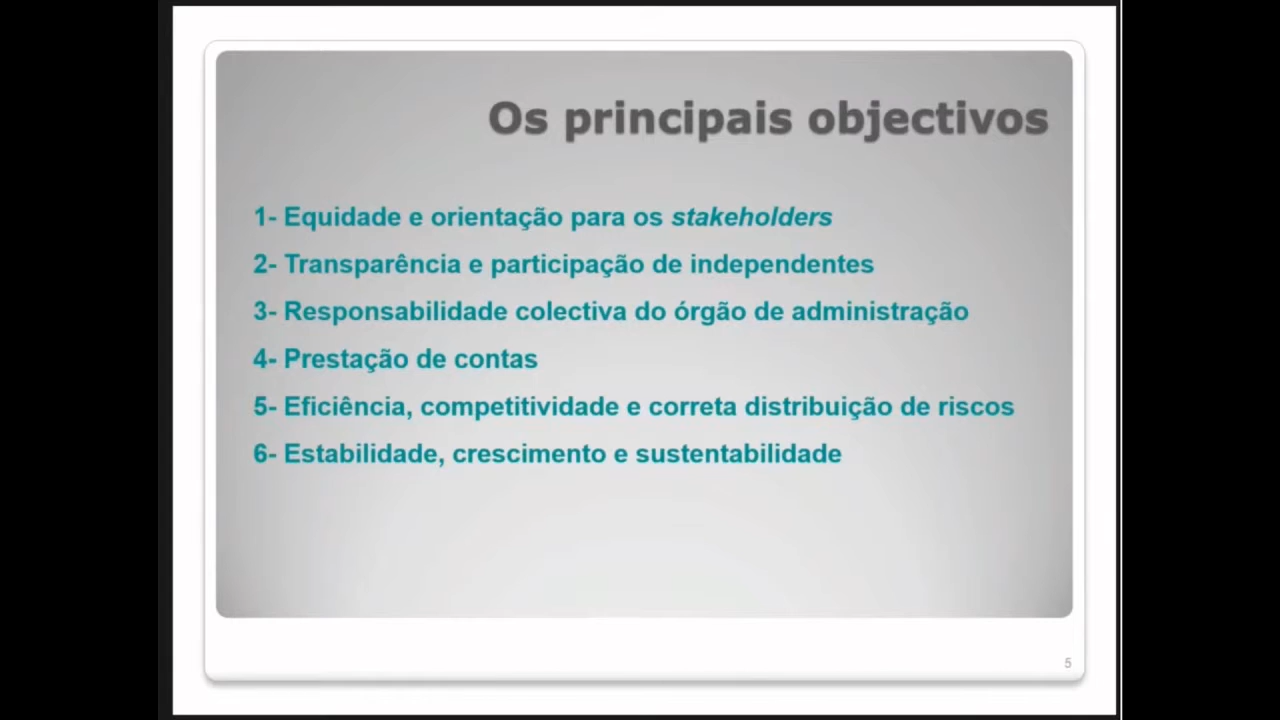 Os principais objectivos
1- Equidade e orientação para os stakeholders
2- Transparência e participação de independentes
3- Responsabilidade colectiva do órgão de administração
4- Prestação de contas
5- Eficiência, competitividade e correta distribuição de riscos
6- Estabilidade, crescimento e sustentabilidade
5